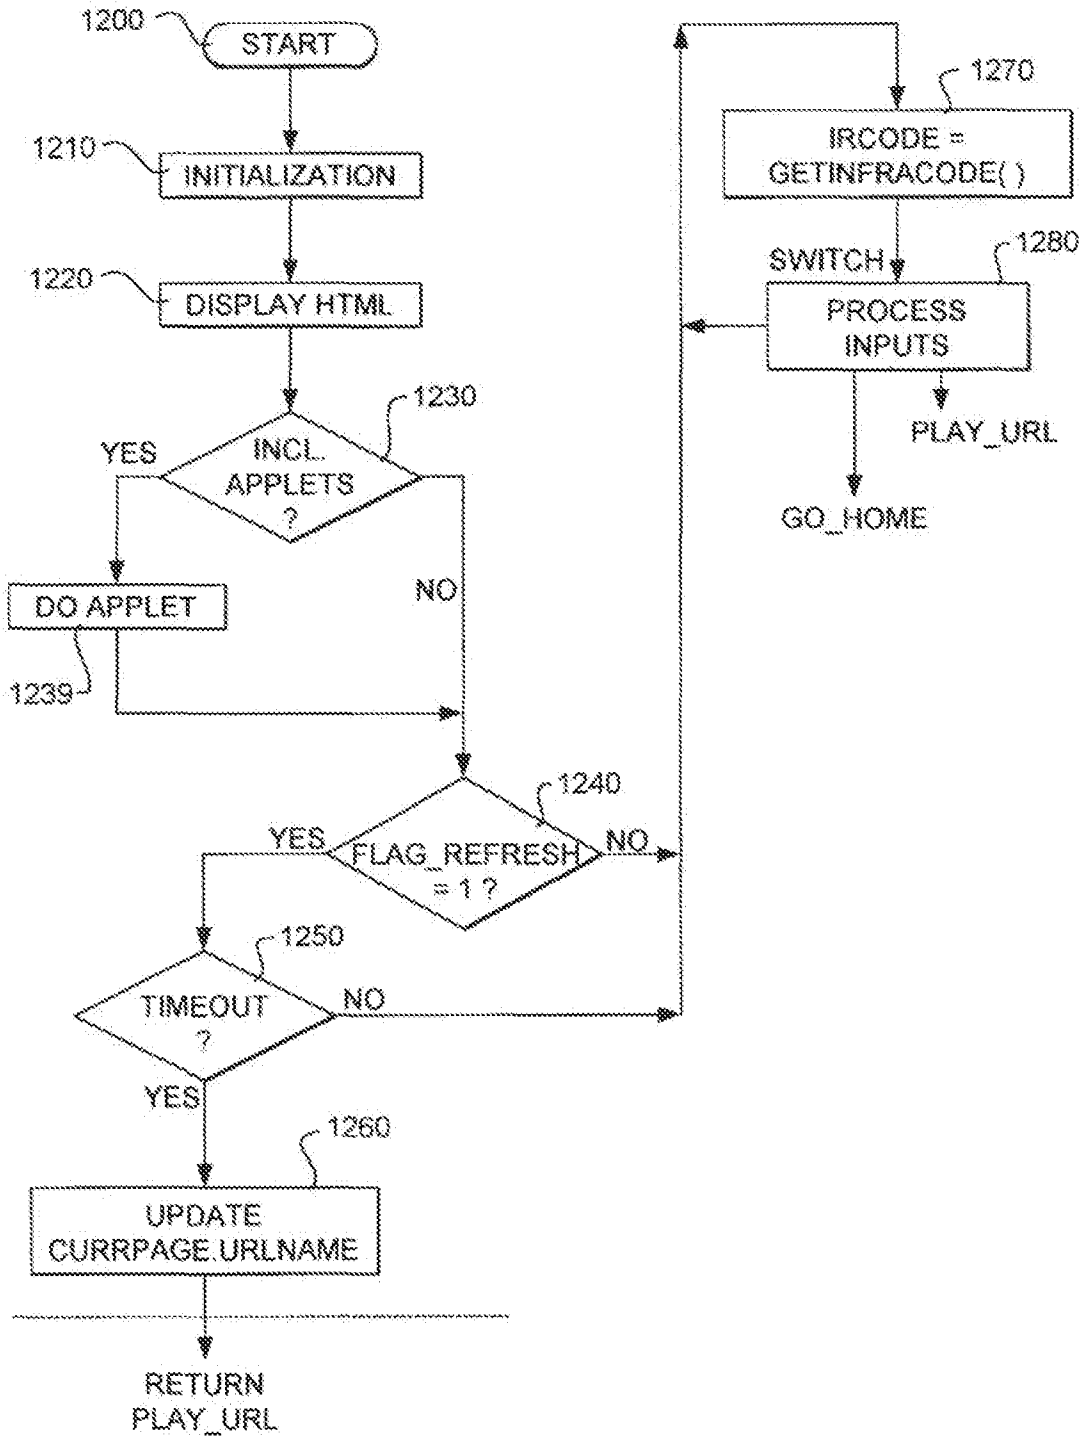 1200
START
1210
INITIALIZATION
1220
DISPLAY HTML
1230
INCL.
APPLETS
?
YES
NO
DO APPLET
1239
1240
FLAG_REFRESH
= 1 ?
YES
NO
1250
TIMEOUT
?
NO
YES
1260
UPDATE
CURRPAGE.URLNAME
RETURN
PLAY_URL
1270
IRCODE =
GETINFRACODE( )
SWITCH
1280
PROCESS
INPUTS
PLAY_URL
GO_HOME